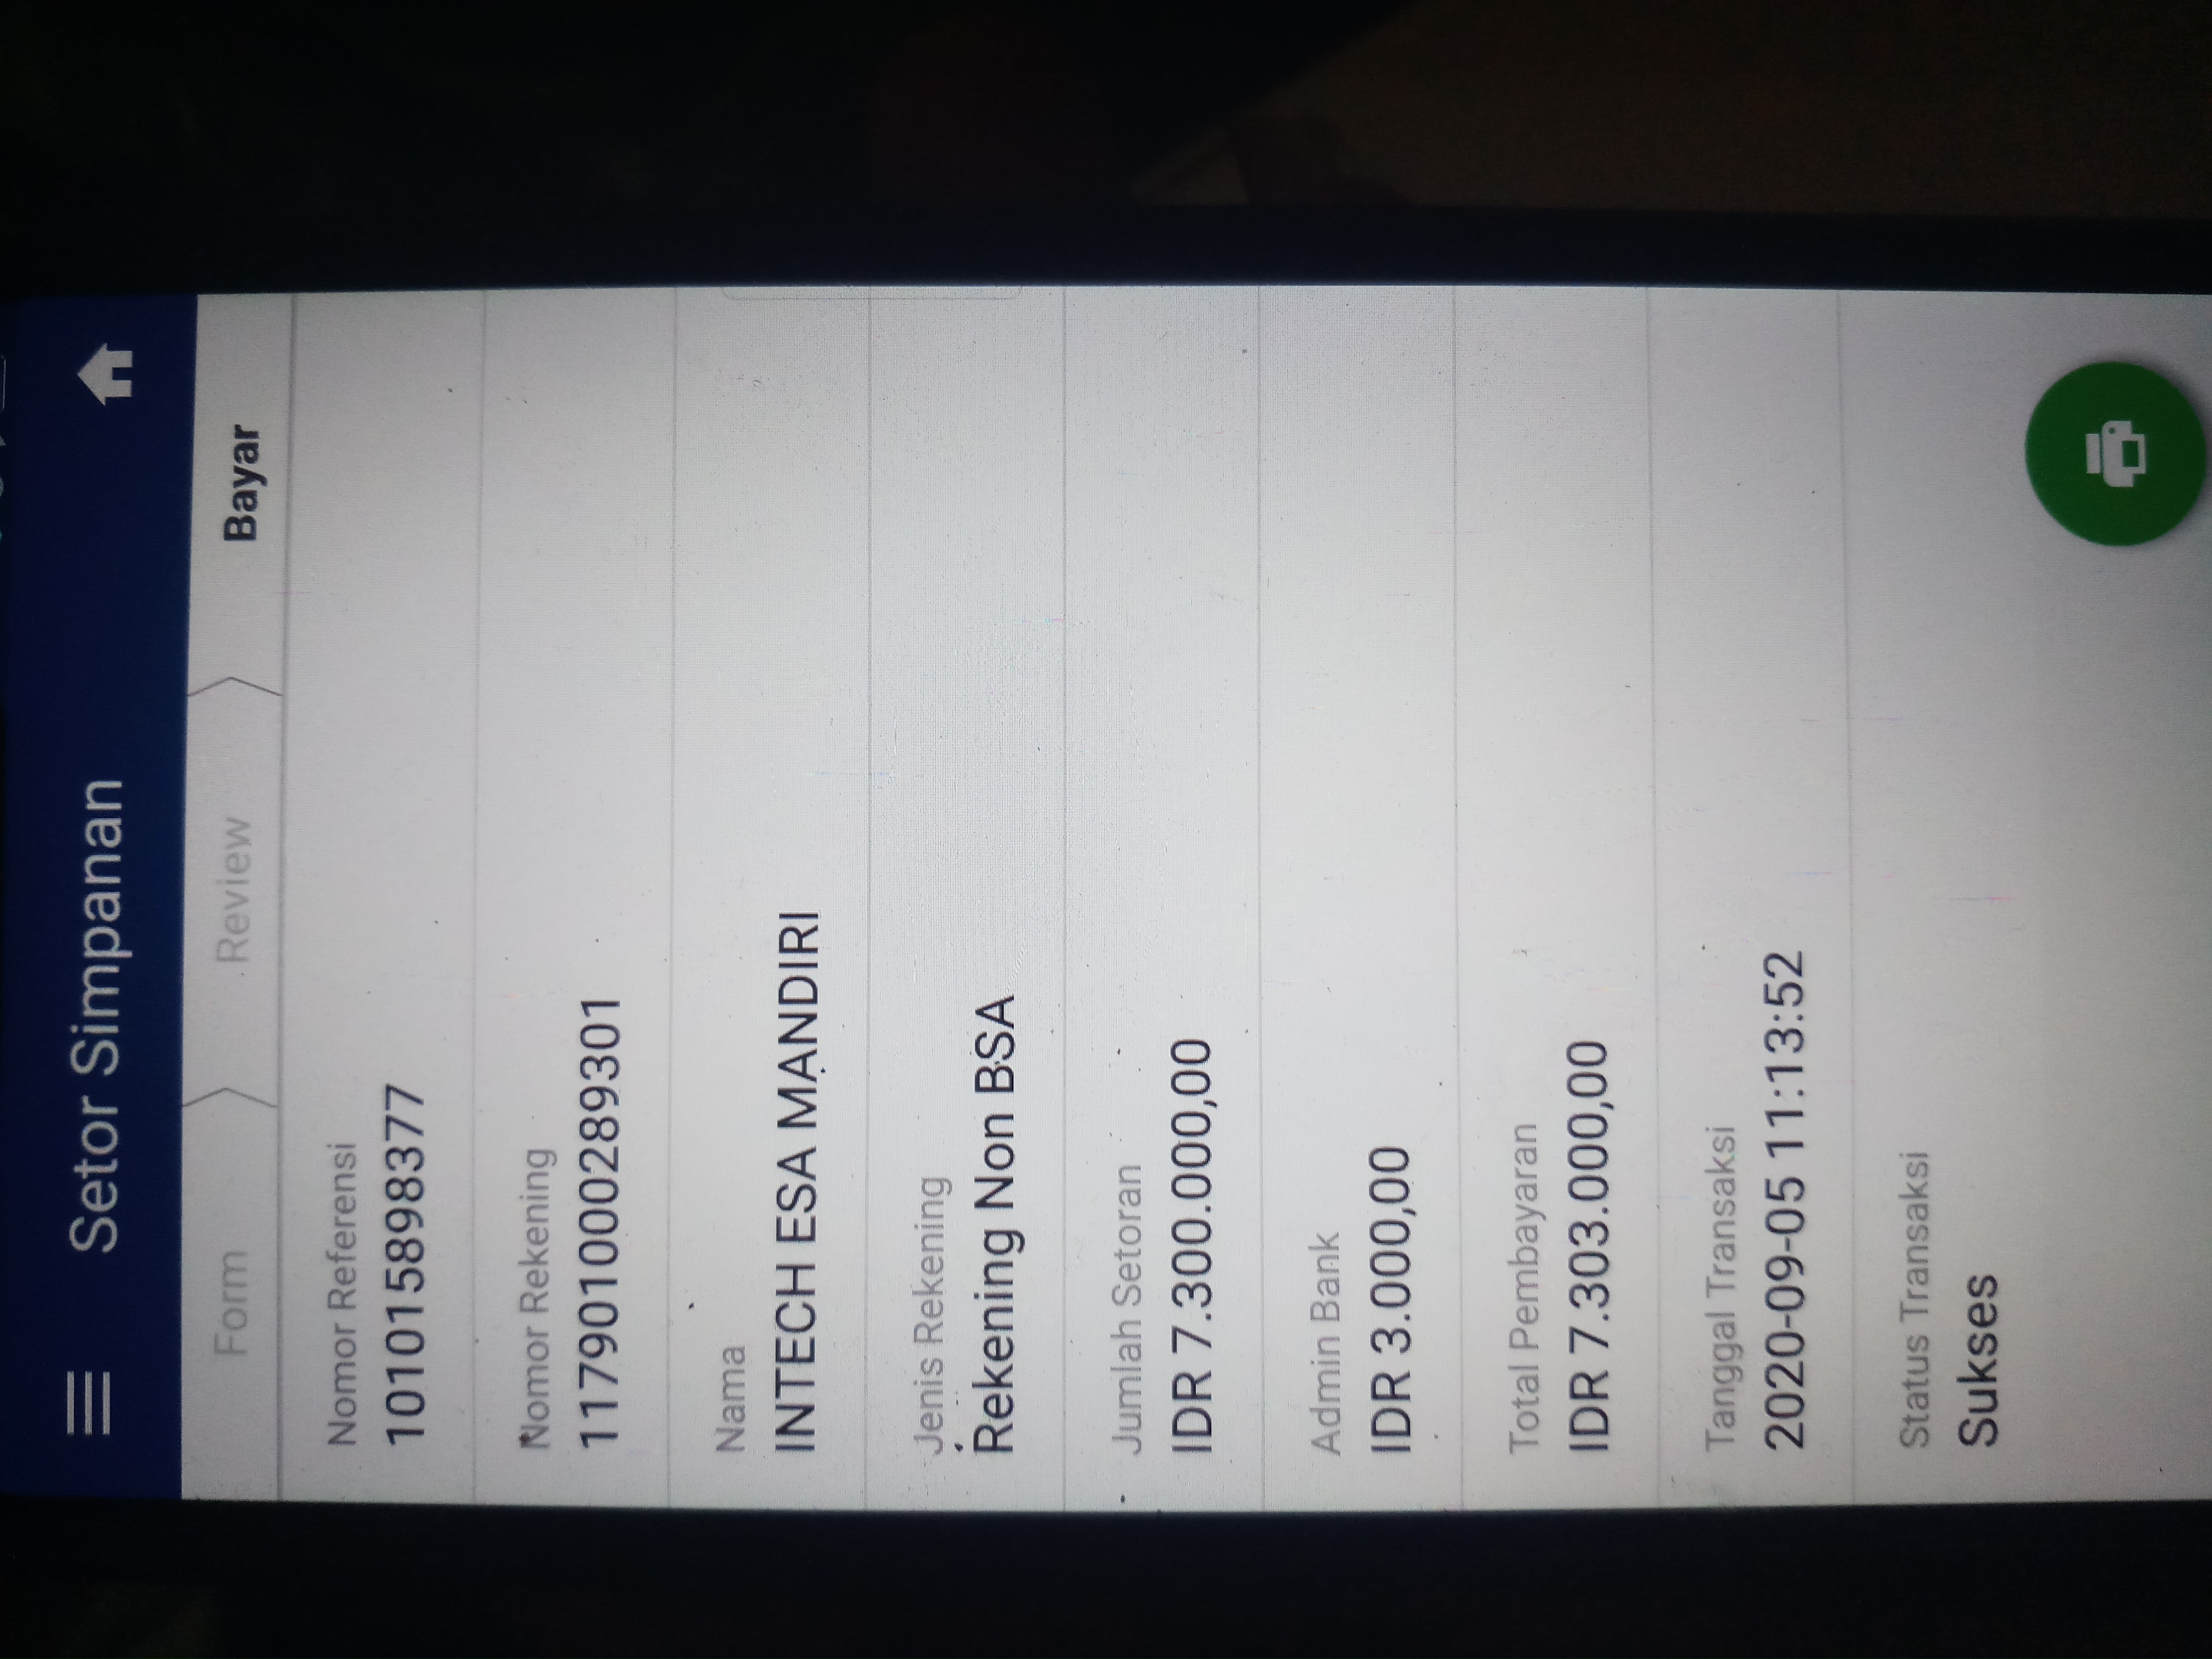 Setor Simpanan
Form
Review
Bayar
Nomor Referensi
101015898377
Nomor Rekening
117901000289301
Nama
INTECH ESA MANDIRI
Jenis Rekening
Rekening Non BSA
Jumlah Setoran
IDR 7.300.000,00
Admin Bank
IDR 3.000,00
Total Pembayaran
IDR 7.303.000,00
Tanggal Transaksi
2020-09-05 11:13:52
Status Transaksi
Sukses